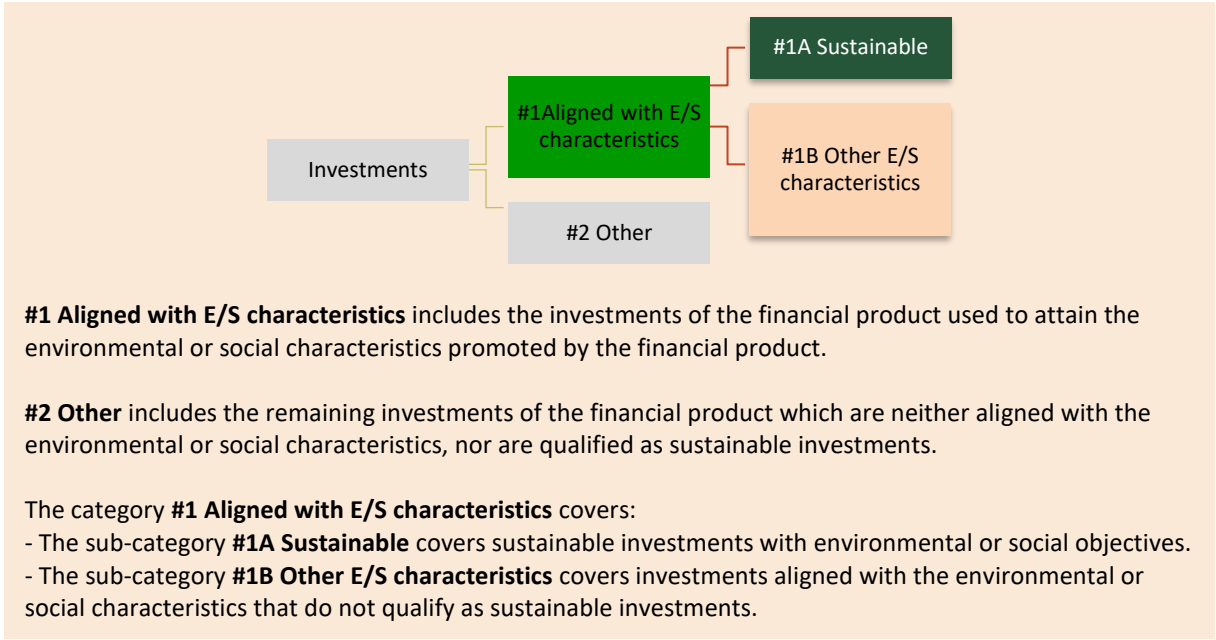 #1A Sustainable
#1Aligned with E/S
characteristics
Investments
#1B Other E/S
characteristics
#2 Other
#1 Aligned with E/S characteristics includes the investments of the financial product used to attain the
environmental or social characteristics promoted by the financial product.
#2 Other includes the remaining investments of the financial product which are neither aligned with the
environmental or social characteristics, nor are qualified as sustainable investments.
The category #1 Aligned with E/S characteristics covers:
- The sub-category #1A Sustainable covers sustainable investments with environmental or social objectives.
- The sub-category #1B Other E/S characteristics covers investments aligned with the environmental or
social characteristics that do not qualify as sustainable investments.